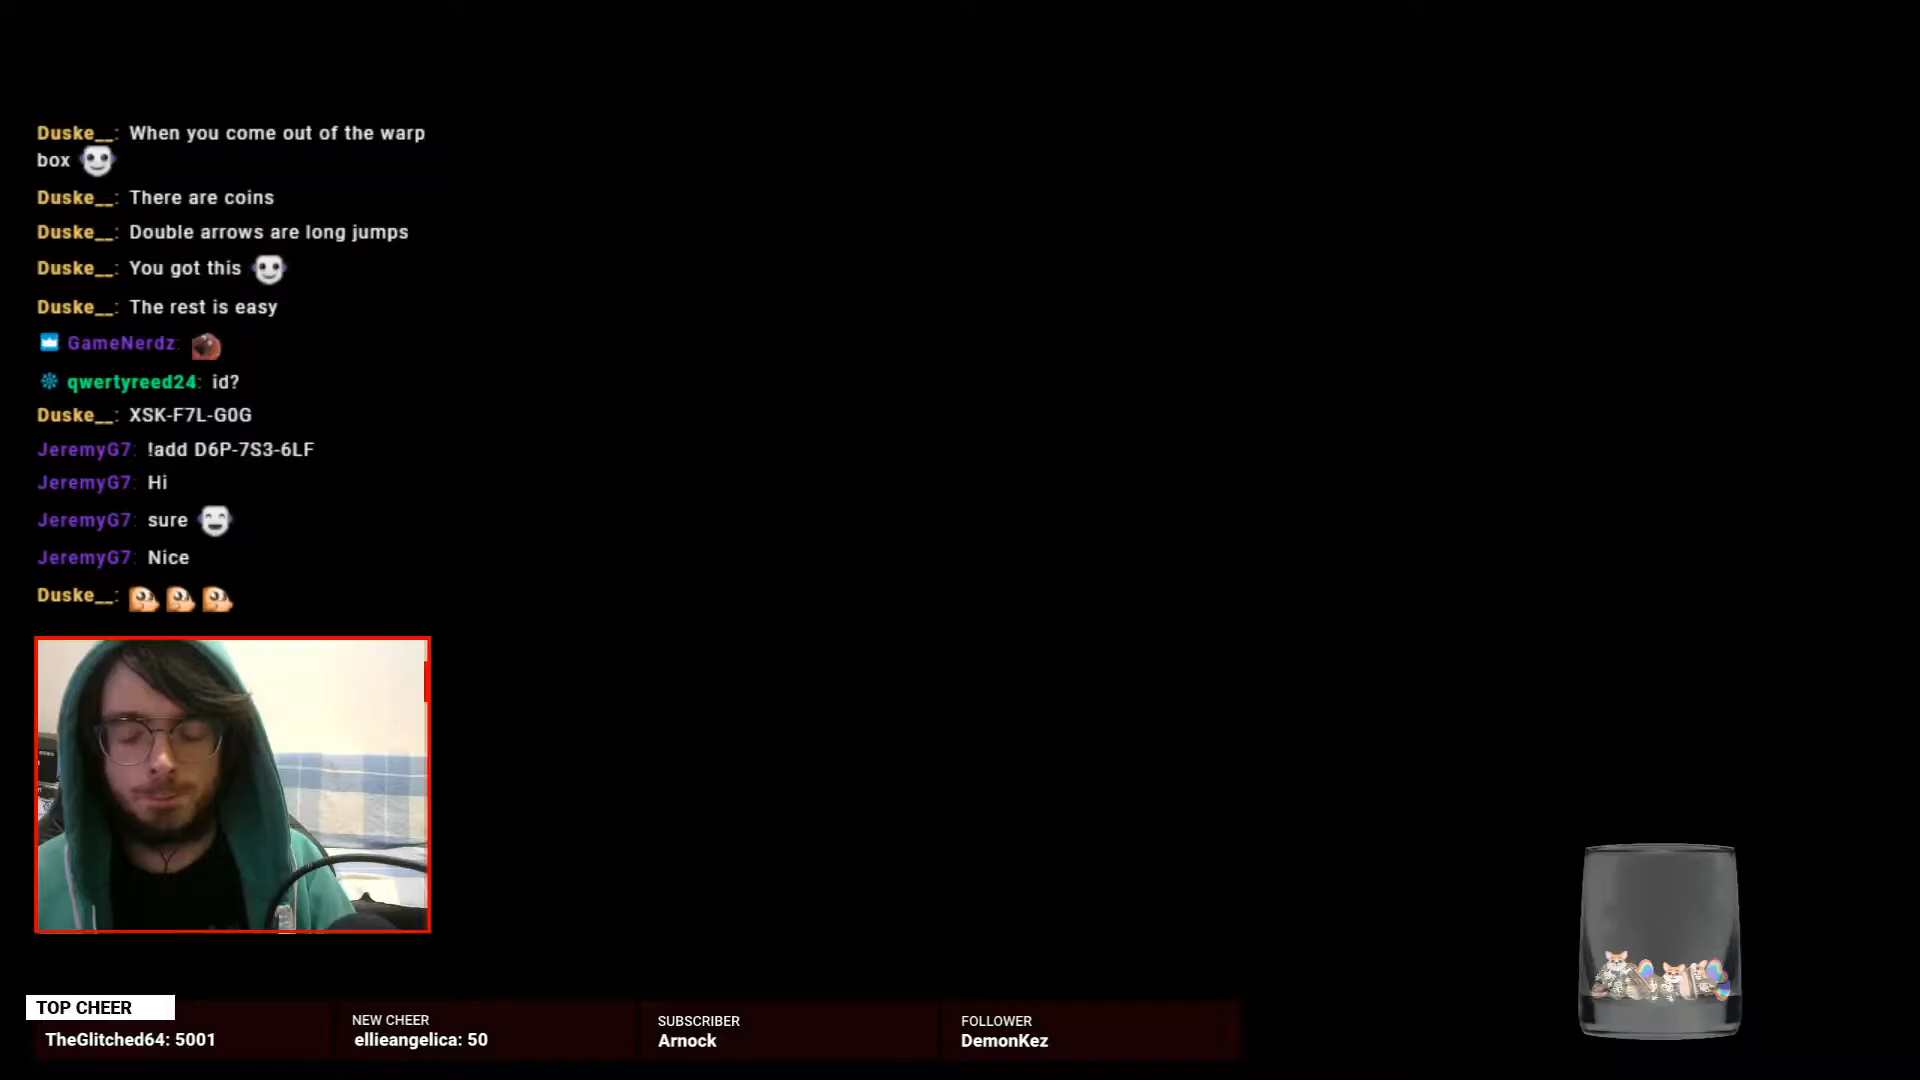 Duske__: When you come out of the warp
box
Duske__: There are coins
Duske__: Double arrows are long jumps
Duske__: You got this
Duske__: The rest is easy
GameNerdz:
qwertyreed24: id?
Duske__: XSK-F7L-G0G
JeremyG7: !add D6P-7S3-6LF
JeremyG7: Hi
JeremyG7: sure
JeremyG7: Nice
Duske__:
TOP CHEER
TheGlitched64: 5001
NEW CHEER
ellieangelica: 50
SUBSCRIBER
Arnock
FOLLOWER
DemonKez